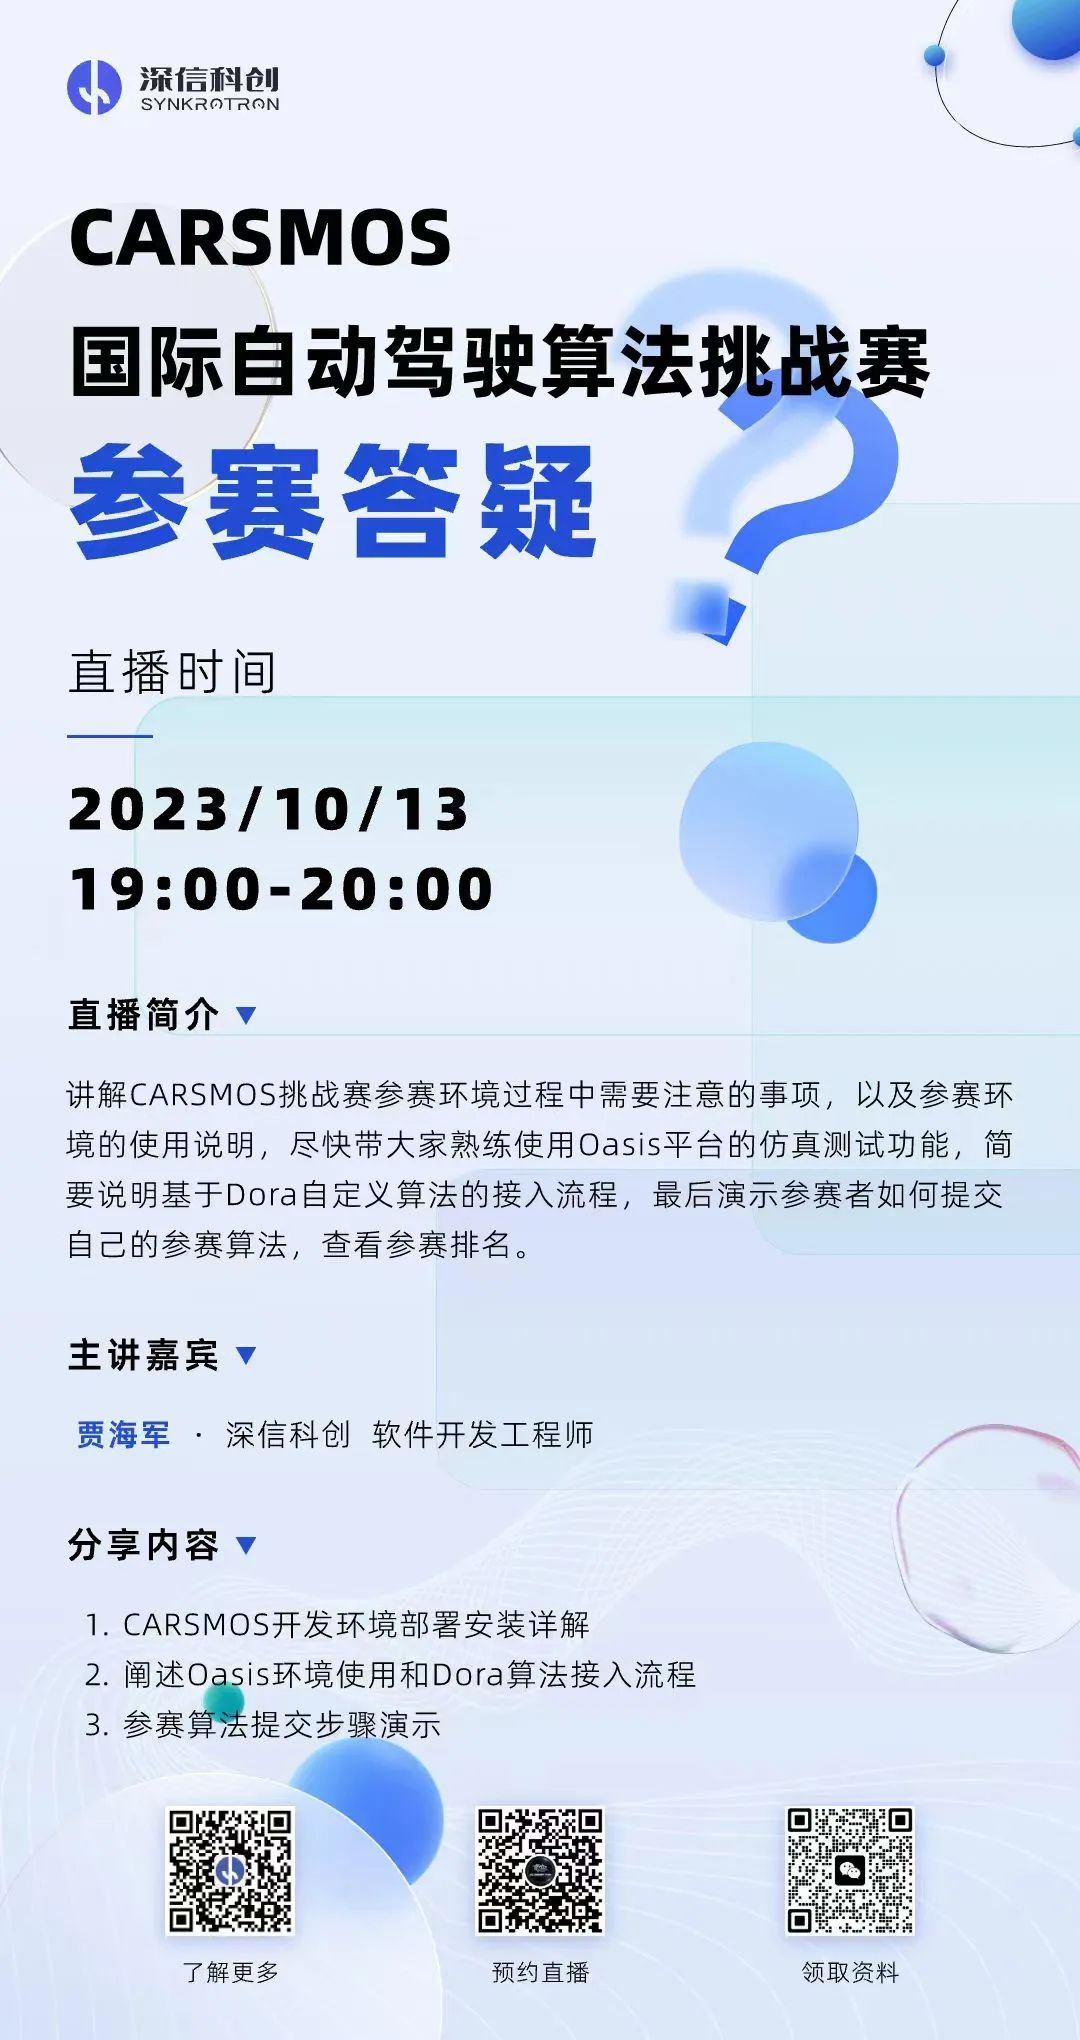 深信科创
SYNKROTRON
CARSMOS
国际自动驾驶算法挑战赛
参赛答疑
直播时间
2023/10/13
19:00-20:00
直播简介
讲解CARSMOS挑战赛参赛环境过程中需要注意的事项，以及参赛环
境的使用说明，尽快带大家熟练使用Oasis平台的仿真测试功能，简
要说明基于Dora自定义算法的接入流程，最后演示参赛者如何提交
自己的参赛算法，查看参赛排名。
主讲嘉宾
贾海军 · 深信科创 软件开发工程师
分享内容
1. CARSMOS开发环境部署安装详解
2. 阐述Oasis环境使用和Dora算法接入流程
3. 参赛算法提交步骤演示
了解更多 预约直播 领取资料